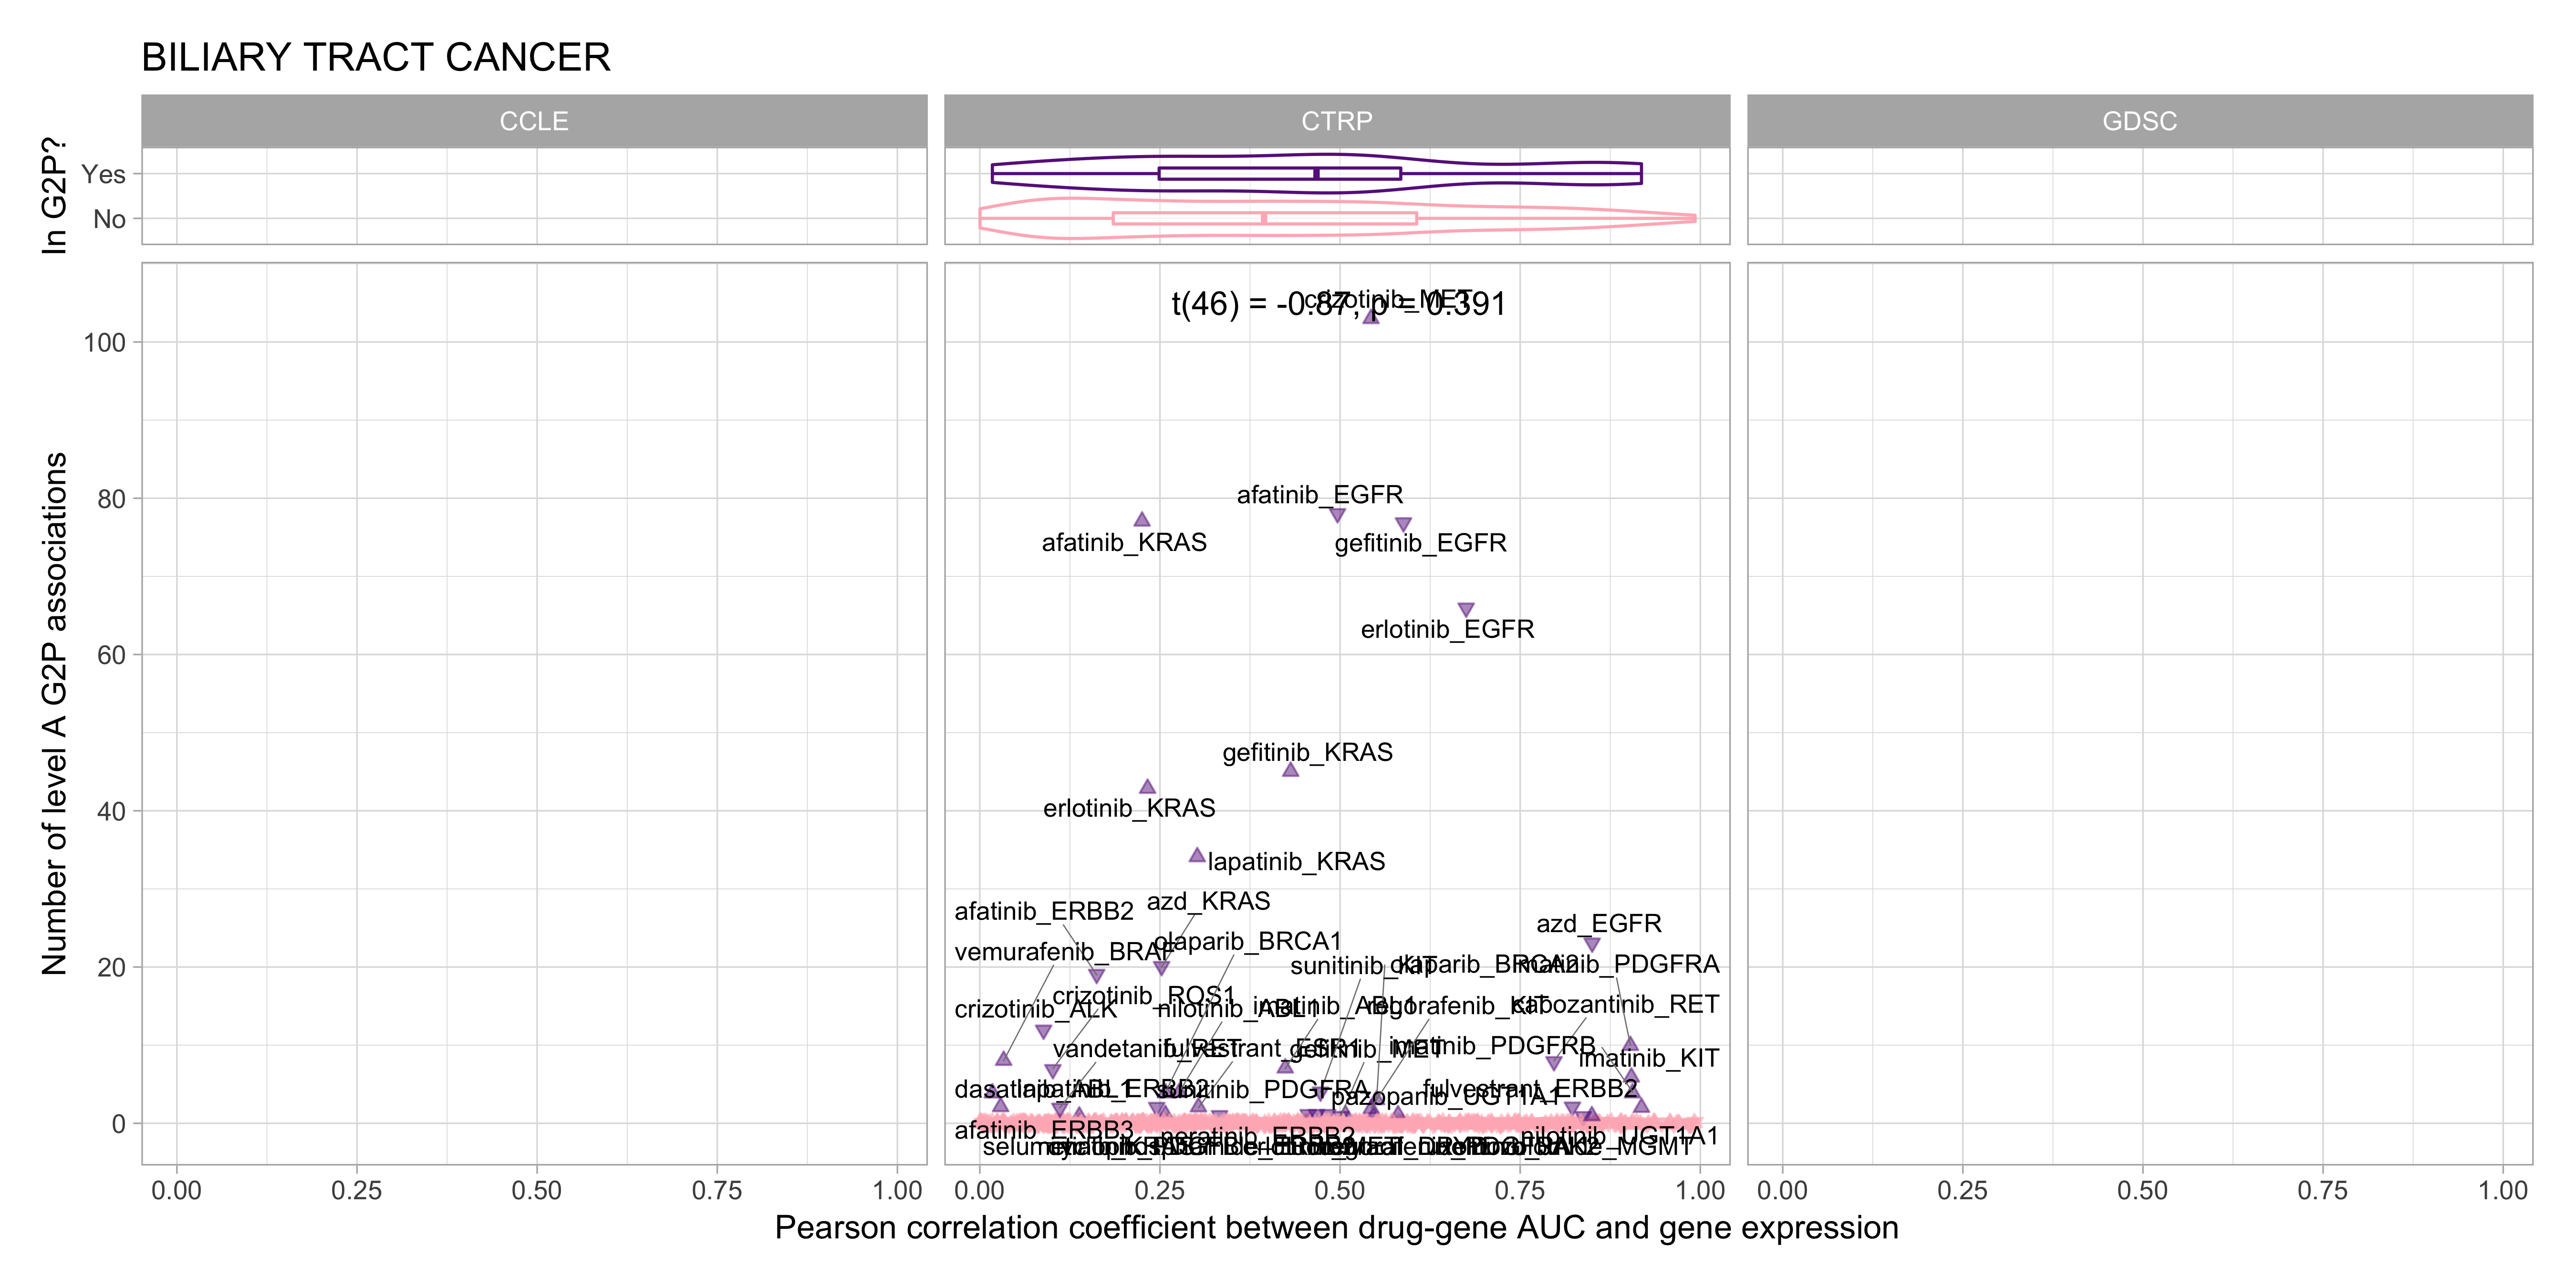 BILIARY TRACT CANCER
CCLE
CTRP
GDSC
In G2P?
Yes
No
t(46) = -0.87, p = 0.391
crizotinib_MET
Number of level A G2P associations
100
80
60
40
20
0
afatinib_EGFR
afatinib_KRAS
gefitinib_EGFR
erlotinib_EGFR
gefitinib_KRAS
erlotinib_KRAS
lapatinib_KRAS
azd_KRAS
afatinib_ERBB2
azd_EGFR
olaparib_BRCA1
vemurafenib_BRAF
sunitinib_KIT
olaparib_BRCA2
imatinib_PDGFRA
crizotinib_ROS1
crizotinib_ALK
nilotinib_ABL1
imatinib_ABL1
regorafenib_KIT
cabozantinib_RET
vandetanib_RET
fulvestrant_ESR1
gefitinib_MET
imatinib_PDGFRB
imatinib_KIT
dasatinib_ABL1
lapatinib_ERBB2
sunitinib_PDGFRA
pazopanib_UGT1A1
fulvestrant_ERBB2
afatinib_ERBB3
neratinib_ERBB2
nilotinib_UGT1A1
0.00 0.25 0.50 0.75 1.00
0.00 0.25 0.50 0.75 1.00
0.00 0.25 0.50 0.75 1.00
Pearson correlation coefficient between drug-gene AUC and gene expression